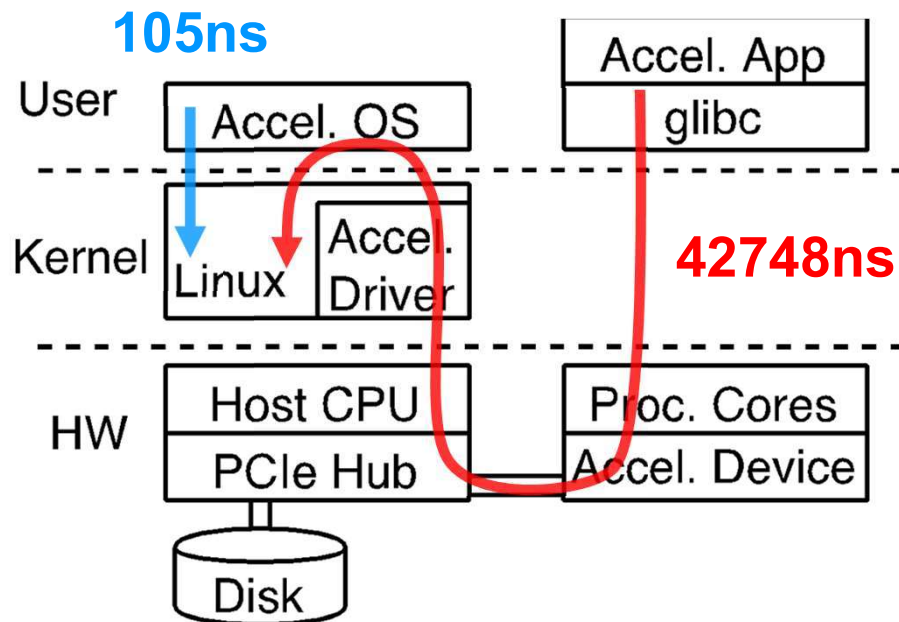 105ns
User
Accel. OS
Accel. App
glibc
Kernel
Linux
Accel.
Driver
42748ns
HW
Host CPU
PCIe Hub
Proc. Cores
Accel. Device
Disk